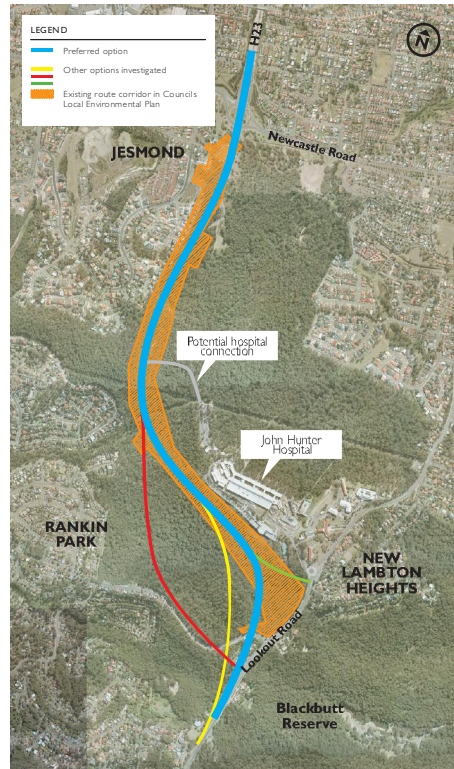 LEGEND
Preferred option
Other options investigated
Existing route corridor in Councils
Local Environmental Plan
H23
N
Newcastle Road
JESMOND
Potential hospital
connection
John Hunter
Hospital
RANKIN
PARK
NEW
LAMBTON
HEIGHTS
Lookout Road
Blackbutt
Reserve